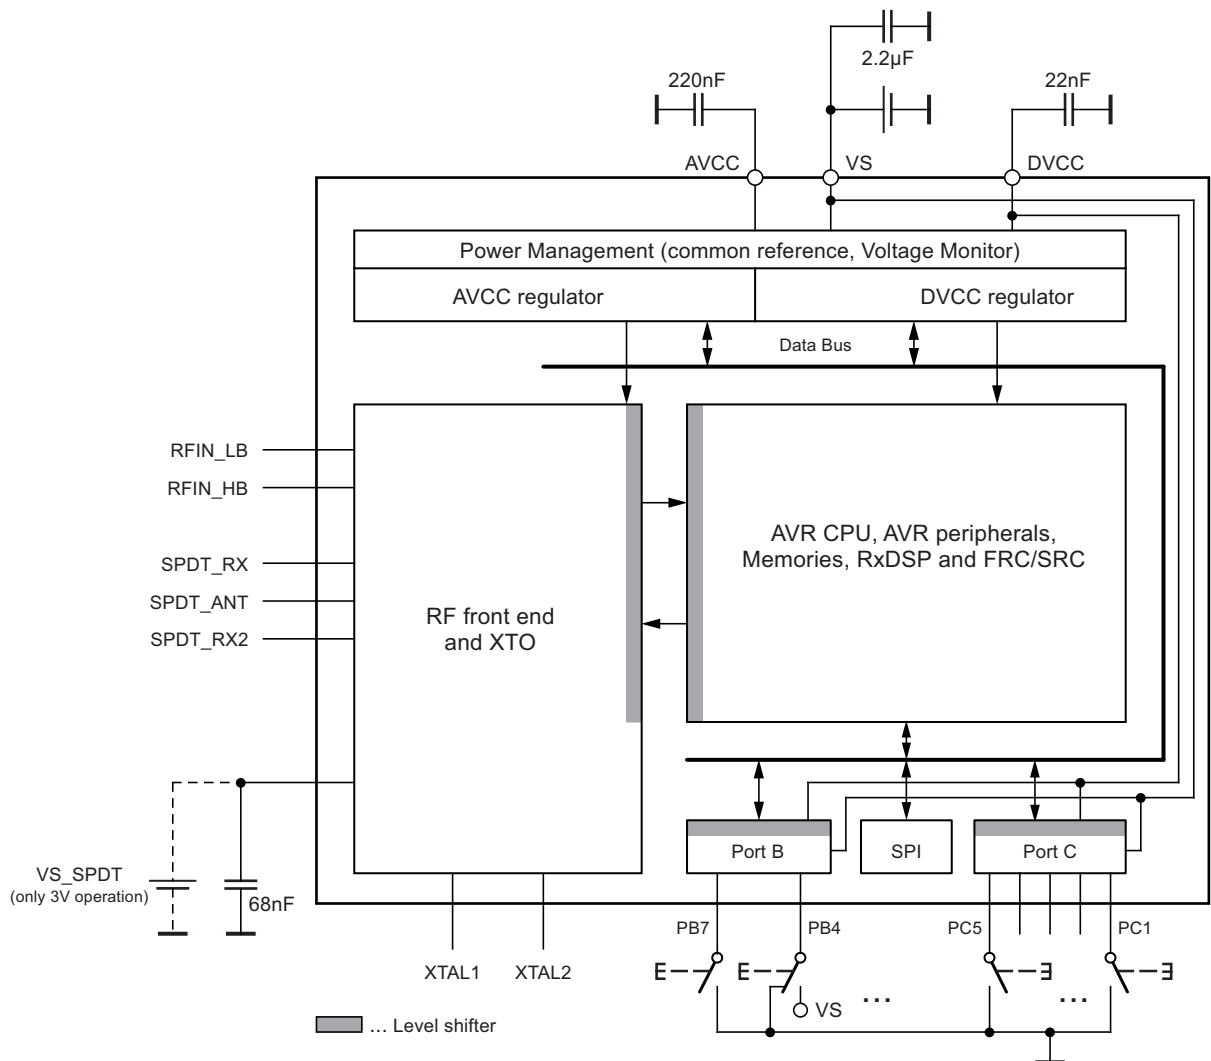 2.2µF
220nF
22nF
AVCC
VS
DVCC
Power Management (common reference, Voltage Monitor)
AVCC regulator
DVCC regulator
Data Bus
RFIN_LB
RFIN_HB
SPDT_RX
SPDT_ANT
SPDT_RX2
RF front end
and XTO
AVR CPU, AVR peripherals,
Memories, RxDSP and FRC/SRC
Port B
SPI
Port C
VS_SPDT
(only 3V operation)
68nF
PB7
PB4
PC5
PC1
XTAL1
XTAL2
VS
...
...
... Level shifter